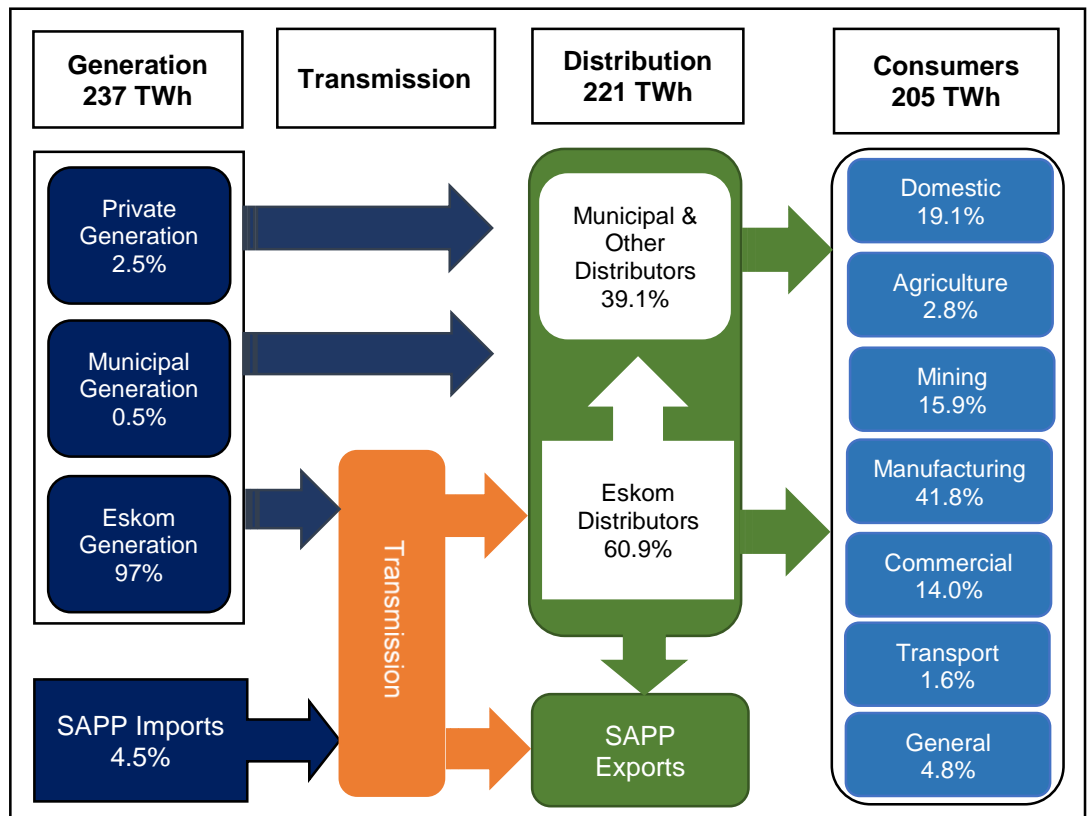 Generation
237 TWh
Transmission
Distribution
221 TWh
Consumers
205 TWh
Private
Generation
2.5%
Municipal
Generation
0.5%
Eskom
Generation
97%
SAPP Imports
4.5%
Transmission
Municipal &
Other
Distributors
39.1%
Eskom
Distributors
60.9%
SAPP
Exports
Domestic
19.1%
Agriculture
2.8%
Mining
15.9%
Manufacturing
41.8%
Commercial
14.0%
Transport
1.6%
General
4.8%